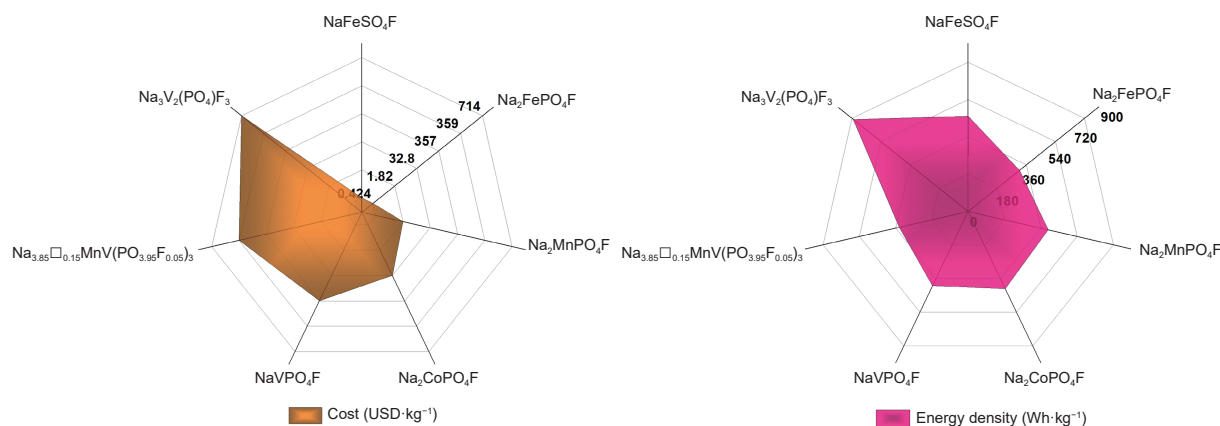 NaFeSO₄F
Na₃V₂(PO₄)F₃
Na₂FePO₄F
714
359
357
32.8
1.82
0.424
Na₃.₈₅□₀.₁₅MnV(PO₃.₉₅F₀.₀₅)₃
Na₂MnPO₄F
NaVPO₄F
Na₂CoPO₄F
Cost (USD·kg⁻¹)
NaFeSO₄F
Na₃V₂(PO₄)F₃
Na₂FePO₄F
900
720
540
360
180
0
Na₃.₈₅□₀.₁₅MnV(PO₃.₉₅F₀.₀₅)₃
Na₂MnPO₄F
NaVPO₄F
Na₂CoPO₄F
Energy density (Wh·kg⁻¹)